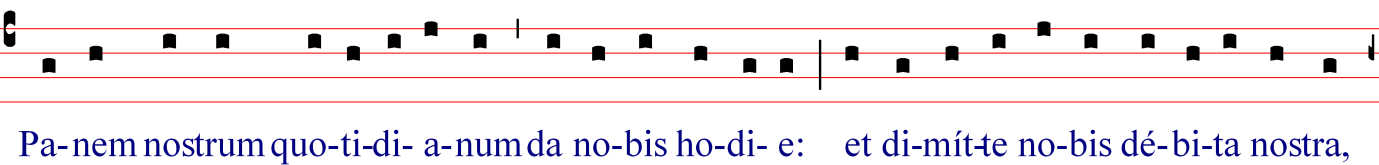 Pa-nem nostrum quo-ti-di- a-num da no-bis ho-di- e: et di-mít-te no-bis dé-bi-ta nostra,